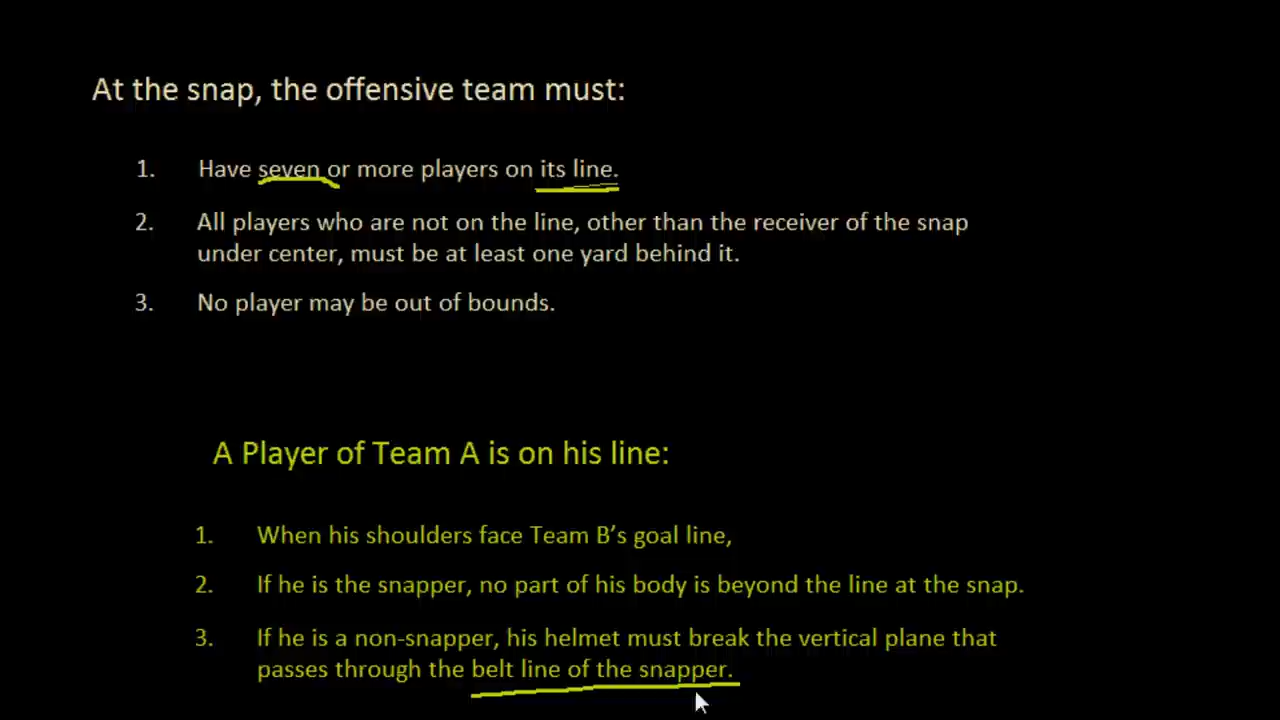 At the snap, the offensive team must:
1. Have seven or more players on its line.
2. All players who are not on the line, other than the receiver of the snap
under center, must be at least one yard behind it.
3. No player may be out of bounds.
A Player of Team A is on his line:
1. When his shoulders face Team B’s goal line,
2. If he is the snapper, no part of his body is beyond the line at the snap.
3. If he is a non-snapper, his helmet must break the vertical plane that
passes through the belt line of the snapper.